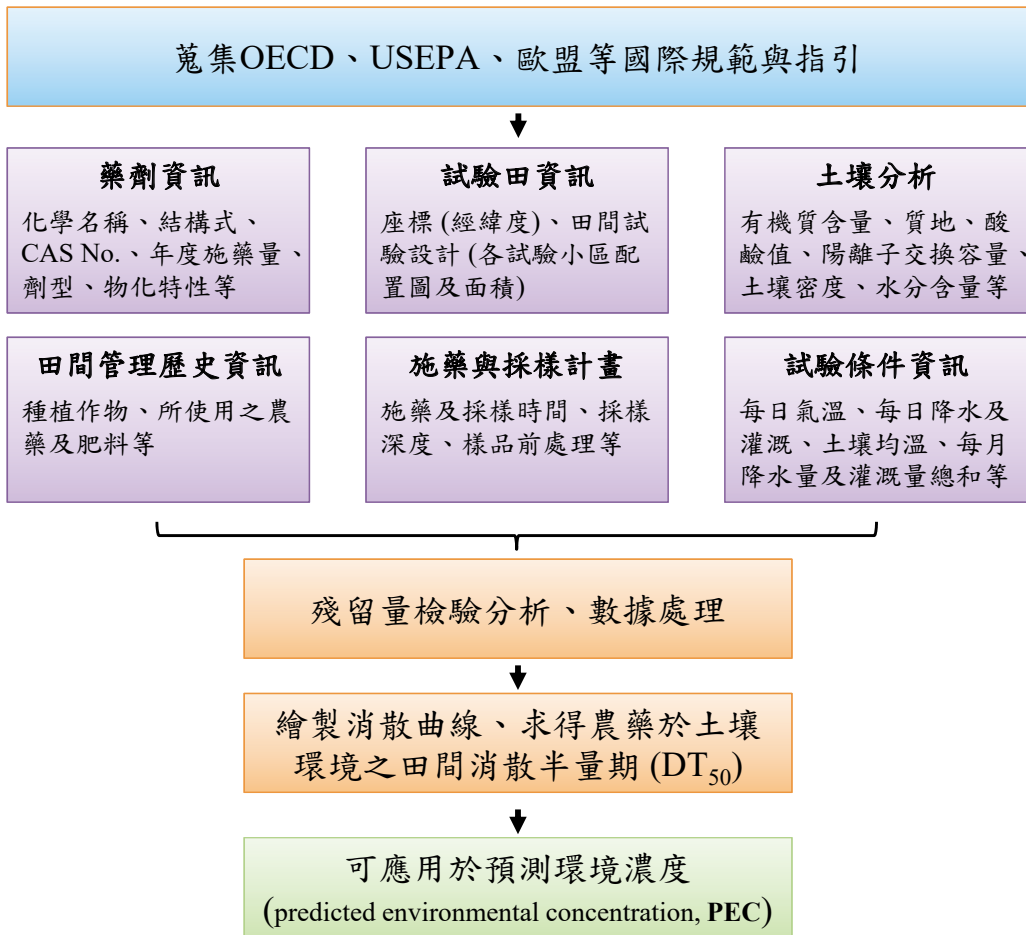 蒐集OECD、USEPA、歐盟等國際規範與指引
藥劑資訊
化學名稱、結構式、
CAS No.、年度施藥量、
劑型、物化特性等
試驗田資訊
座標 (經緯度)、田間試
驗設計 (各試驗小區配
置圖及面積)
土壤分析
有機質含量、質地、酸
鹼值、陽離子交換容量、
土壤密度、水分含量等
田間管理歷史資訊
種植作物、所使用之農
藥及肥料等
施藥與採樣計畫
施藥及採樣時間、採樣
深度、樣品前處理等
試驗條件資訊
每日氣溫、每日降水及
灌溉、土壤均溫、每月
降水量及灌溉量總和等
殘留量檢驗分析、數據處理
繪製消散曲線、求得農藥於土壤
環境之田間消散半量期 (DT₅₀)
可應用於預測環境濃度
(predicted environmental concentration, PEC)